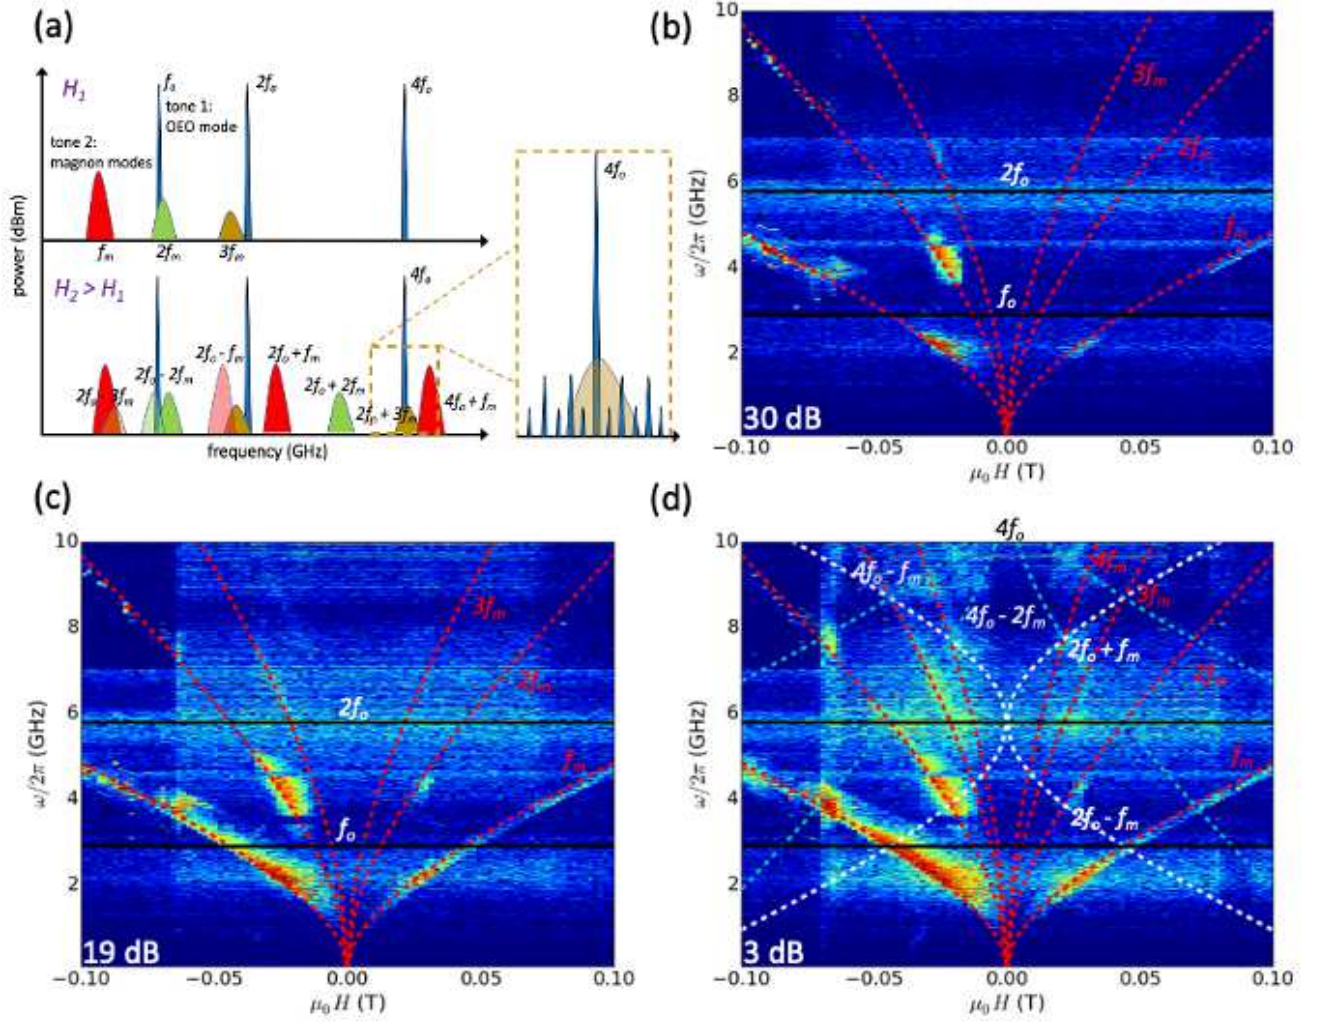 (a)
H1
fo
2fo
4fo
tone 1:
OEO mode
tone 2:
magnon modes
fm
2fm
3fm
power (dBm)
H2 > H1
4fo
2fo - fm
2fo + fm
2fo - 2fm
2fo + 2fm
2fo + 3fm
4fo + fm
frequency (GHz)
4fo
(b)
10
8
6
4
2
ω/2π (GHz)
3fm
2fm
2fo
fm
fo
30 dB
−0.10
−0.05
0.00
0.05
0.10
μ0 H (T)
(c)
10
8
6
4
2
ω/2π (GHz)
3fm
2fm
2fo
fm
fo
19 dB
−0.10
−0.05
0.00
0.05
0.10
μ0 H (T)
(d)
4fo
10
8
6
4
2
ω/2π (GHz)
4fo - fm
4fm
3fm
4fo - 2fm
2fo + fm
2fm
2fo
fm
2fo - fm
fo
3 dB
−0.10
−0.05
0.00
0.05
0.10
μ0 H (T)